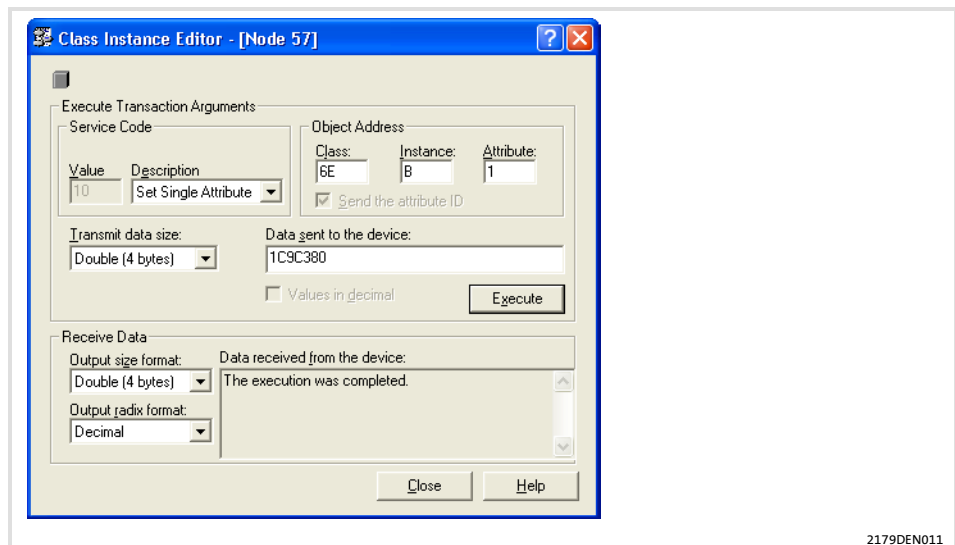 Class Instance Editor - [Node 57]
Execute Transaction Arguments
Service Code
Value Description
10 Set Single Attribute
Object Address
Class: Instance: Attribute:
6E B 1
Send the attribute ID
Transmit data size:
Double (4 bytes)
Data sent to the device:
1C9C380
Values in decimal
Execute
Receive Data
Output size format:
Double (4 bytes)
Output radix format:
Decimal
Data received from the device:
The execution was completed.
Close Help
2179DEN011